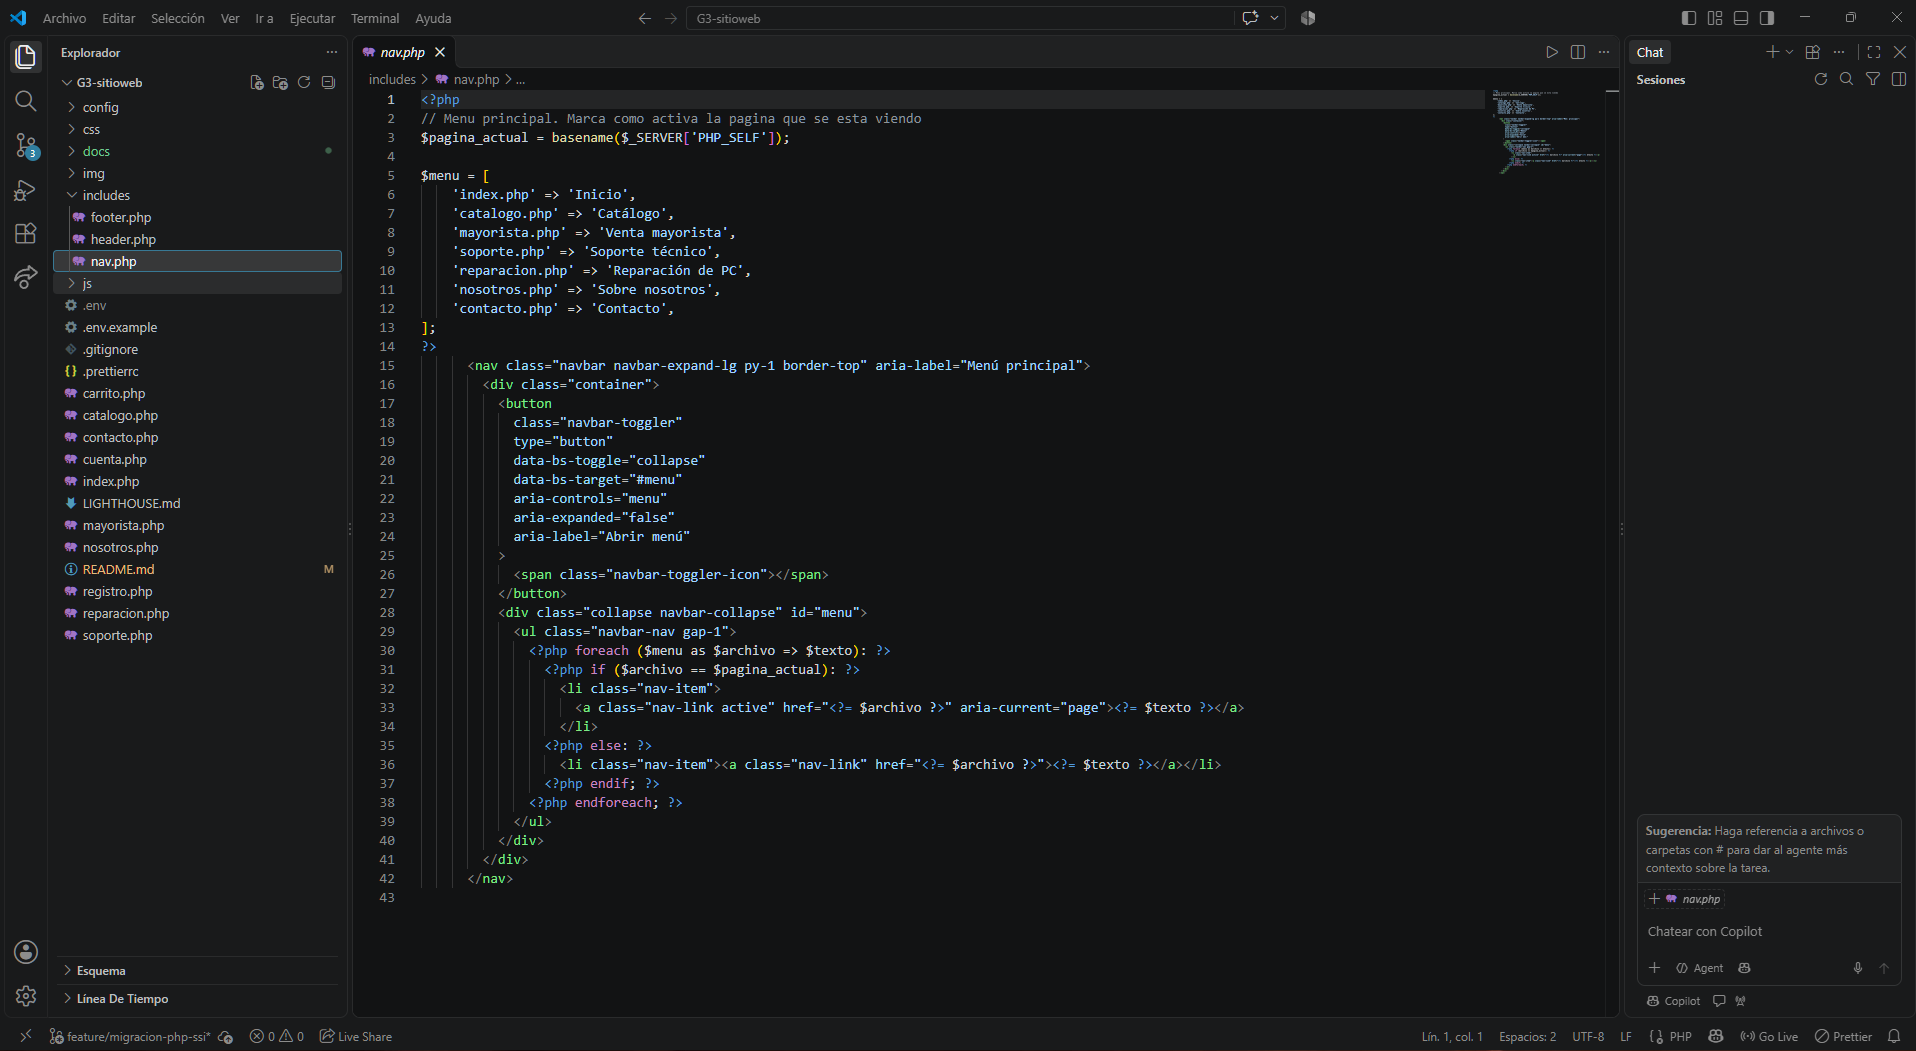 Archivo Editar Selección Ver Ir a Ejecutar Terminal Ayuda
G3-sitioweb
Explorador
G3-sitioweb
config
css
docs
img
includes
footer.php
header.php
nav.php
js
.env
.env.example
.gitignore
.prettierrc
carrito.php
catalogo.php
contacto.php
cuenta.php
index.php
LIGHTHOUSE.md
mayorista.php
nosotros.php
README.md M
registro.php
reparacion.php
soporte.php
Esquema
Línea De Tiempo
3
nav.php
includes > nav.php > ...
1 <?php
2 // Menu principal. Marca como activa la pagina que se esta viendo
3 $pagina_actual = basename($_SERVER['PHP_SELF']);
4
5 $menu = [
6 'index.php' => 'Inicio',
7 'catalogo.php' => 'Catálogo',
8 'mayorista.php' => 'Venta mayorista',
9 'soporte.php' => 'Soporte técnico',
10 'reparacion.php' => 'Reparación de PC',
11 'nosotros.php' => 'Sobre nosotros',
12 'contacto.php' => 'Contacto',
13 ];
14 ?>
15 <nav class="navbar navbar-expand-lg py-1 border-top" aria-label="Menú principal">
16 <div class="container">
17 <button
18 class="navbar-toggler"
19 type="button"
20 data-bs-toggle="collapse"
21 data-bs-target="#menu"
22 aria-controls="menu"
23 aria-expanded="false"
24 aria-label="Abrir menú"
25 >
26 <span class="navbar-toggler-icon"></span>
27 </button>
28 <div class="collapse navbar-collapse" id="menu">
29 <ul class="navbar-nav gap-1">
30 <?php foreach ($menu as $archivo => $texto): ?>
31 <?php if ($archivo == $pagina_actual): ?>
32 <li class="nav-item">
33 <a class="nav-link active" href="<?= $archivo ?>" aria-current="page"><?= $texto ?></a>
34 </li>
35 <?php else: ?>
36 <li class="nav-item"><a class="nav-link" href="<?= $archivo ?>"><?= $texto ?></a></li>
37 <?php endif; ?>
38 <?php endforeach; ?>
39 </ul>
40 </div>
41 </div>
42 </nav>
43
Chat
Sesiones
Sugerencia: Haga referencia a archivos o
carpetas con # para dar al agente más
contexto sobre la tarea.
nav.php
Chatear con Copilot
Agent
Copilot
feature/migracion-php-ssi* 0 0 Live Share
Lín. 1, col. 1 Espacios: 2 UTF-8 LF {} PHP Go Live Prettier